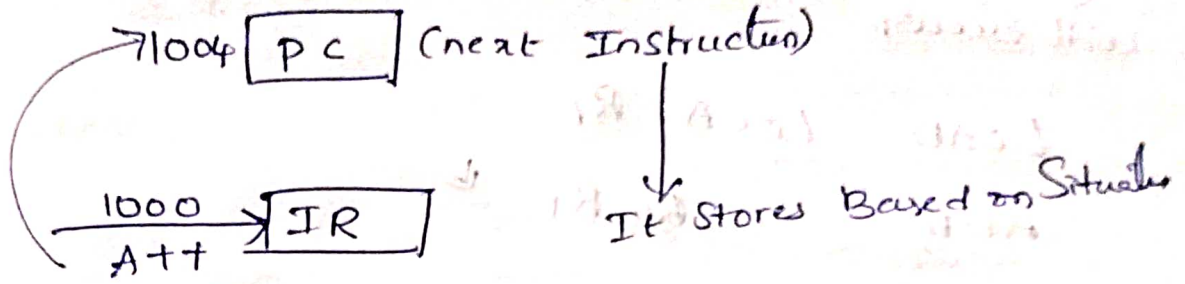 1004 PC (next Instruction)
1000 IR
A++
It Stores Based on Situation